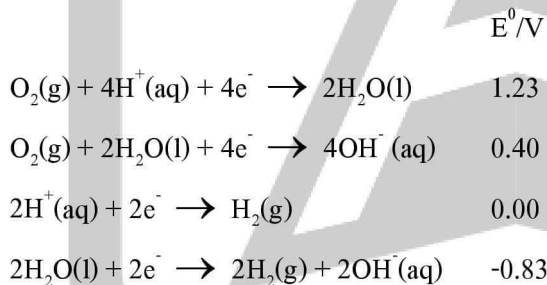 E⁰/V
O₂(g) + 4H⁺(aq) + 4e⁻ → 2H₂O(l) 1.23
O₂(g) + 2H₂O(l) + 4e⁻ → 4OH⁻ (aq) 0.40
2H⁺(aq) + 2e⁻ → H₂(g) 0.00
2H₂O(l) + 2e⁻ → 2H₂(g) + 2OH⁻(aq) -0.83